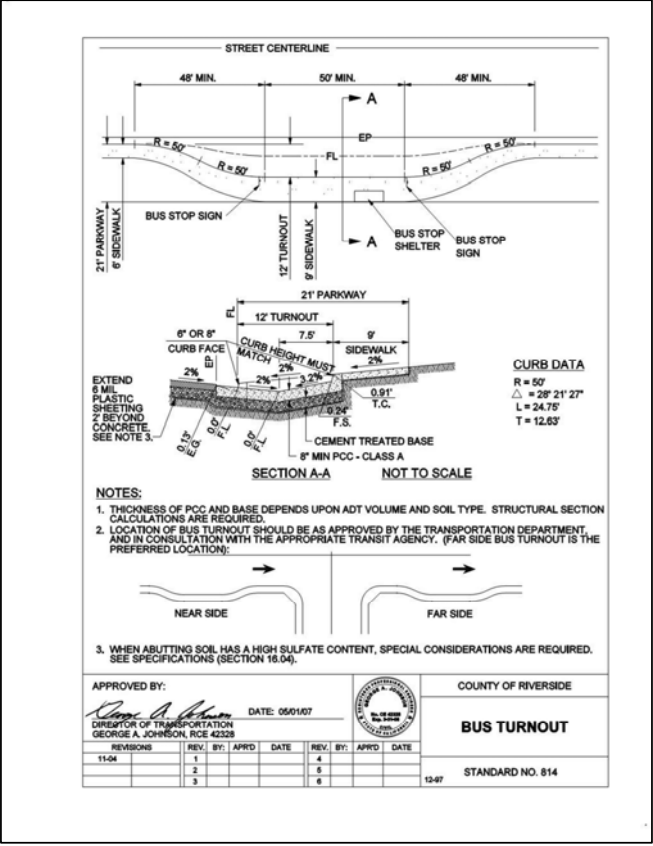 STREET CENTERLINE
48' MIN.
50' MIN.
48' MIN.
A
EP
R = 50'
R = 50'
FL
R = 50'
R = 50'
21' PARKWAY
6' SIDEWALK
BUS STOP SIGN
12' TURNOUT
9' SIDEWALK
A
BUS STOP
SHELTER
BUS STOP
SIGN
21' PARKWAY
FL
12' TURNOUT
6" OR 8"
CURB FACE
7.5'
9'
CURB HEIGHT MUST
MATCH
SIDEWALK
EP
2%
2%
2%
2%
3.2%
EXTEND
6 MIL
PLASTIC
SHEETING
2' BEYOND
CONCRETE.
SEE NOTE 3.
0.13'
E.G.
0.0'
F.L.
0.0'
F.L.
0.24'
F.S.
0.91'
T.C.
CEMENT TREATED BASE
8" MIN PCC - CLASS A
CURB DATA
R = 50'
△ = 28° 21' 27"
L = 24.75'
T = 12.63'
SECTION A-A
NOT TO SCALE
NOTES:
1. THICKNESS OF PCC AND BASE DEPENDS UPON ADT VOLUME AND SOIL TYPE. STRUCTURAL SECTION
CALCULATIONS ARE REQUIRED.
2. LOCATION OF BUS TURNOUT SHOULD BE AS APPROVED BY THE TRANSPORTATION DEPARTMENT,
AND IN CONSULTATION WITH THE APPROPRIATE TRANSIT AGENCY. (FAR SIDE BUS TURNOUT IS THE
PREFERRED LOCATION):
NEAR SIDE
FAR SIDE
3. WHEN ABUTTING SOIL HAS A HIGH SULFATE CONTENT, SPECIAL CONSIDERATIONS ARE REQUIRED.
SEE SPECIFICATIONS (SECTION 16.04).
APPROVED BY:
George A. Johnson
DATE: 05/01/07
DIRECTOR OF TRANSPORTATION
GEORGE A. JOHNSON, RCE 42328
REVISIONS REV. BY: APR'D DATE REV. BY: APR'D DATE
11-04 1 4
2 5
3 6
COUNTY OF RIVERSIDE
BUS TURNOUT
12-97
STANDARD NO. 814